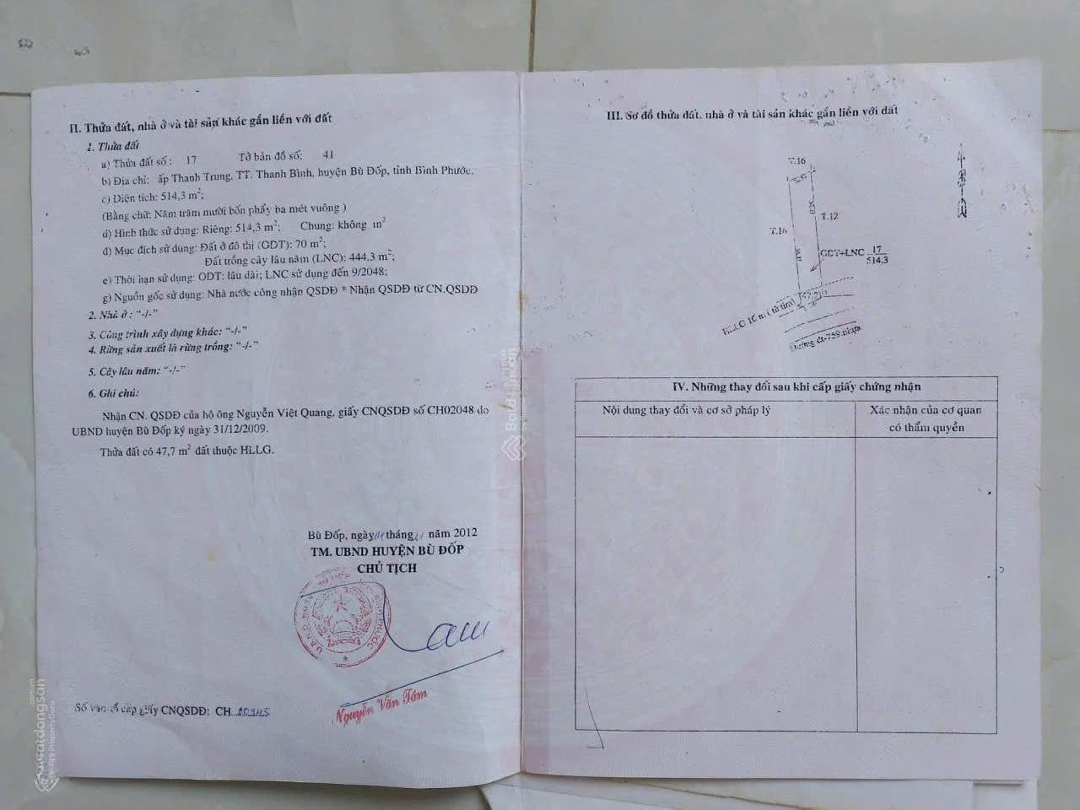 II. Thửa đất, nhà ở và tài sản khác gắn liền với đất
1. Thửa đất
a) Thửa đất số: 17 Tờ bản đồ số: 41
b) Địa chỉ: ấp Thanh Trung, TT. Thanh Bình, huyện Bù Đốp, tỉnh Bình Phước.
c) Diện tích: 514,3 m²;
(Bằng chữ: Năm trăm mười bốn phẩy ba mét vuông )
d) Hình thức sử dụng: Riêng: 514,3 m²; Chung: không m²
đ) Mục đích sử dụng: Đất ở đô thị (ODT): 70 m²;
Đất trồng cây lâu năm (LNC): 444.3 m²;
e) Thời hạn sử dụng: ODT: lâu dài; LNC sử dụng đến 9/2048;
g) Nguồn gốc sử dụng: Nhà nước công nhận QSDĐ * Nhận QSDĐ từ CN.QSDĐ
2. Nhà ở : "-/-"
3. Công trình xây dựng khác: "-/-"
4. Rừng sản xuất là rừng trồng: "-/-"
5. Cây lâu năm: "-/-"
6. Ghi chú:
Nhận CN. QSDĐ của hộ ông Nguyễn Việt Quang, giấy CNQSDĐ số CH02048 do
UBND huyện Bù Đốp ký ngày 31/12/2009.
Thửa đất có 47,7 m² đất thuộc HLLG.
Bù Đốp, ngày tháng năm 2012
TM. UBND HUYỆN BÙ ĐỐP
CHỦ TỊCH
Nguyễn Văn Tám
Số vào sổ cấp giấy CNQSDĐ: CH
III. Sơ đồ thửa đất, nhà ở và tài sản khác gắn liền với đất
T.16
T.12
T.16
ODT+LNC 17
514,3
HLLG 16 m ( từ tim)
Đường đt-759 nhựa
IV. Những thay đổi sau khi cấp giấy chứng nhận
Nội dung thay đổi và cơ sở pháp lý
Xác nhận của cơ quan
có thẩm quyền
Batdongsan
Batdongsan